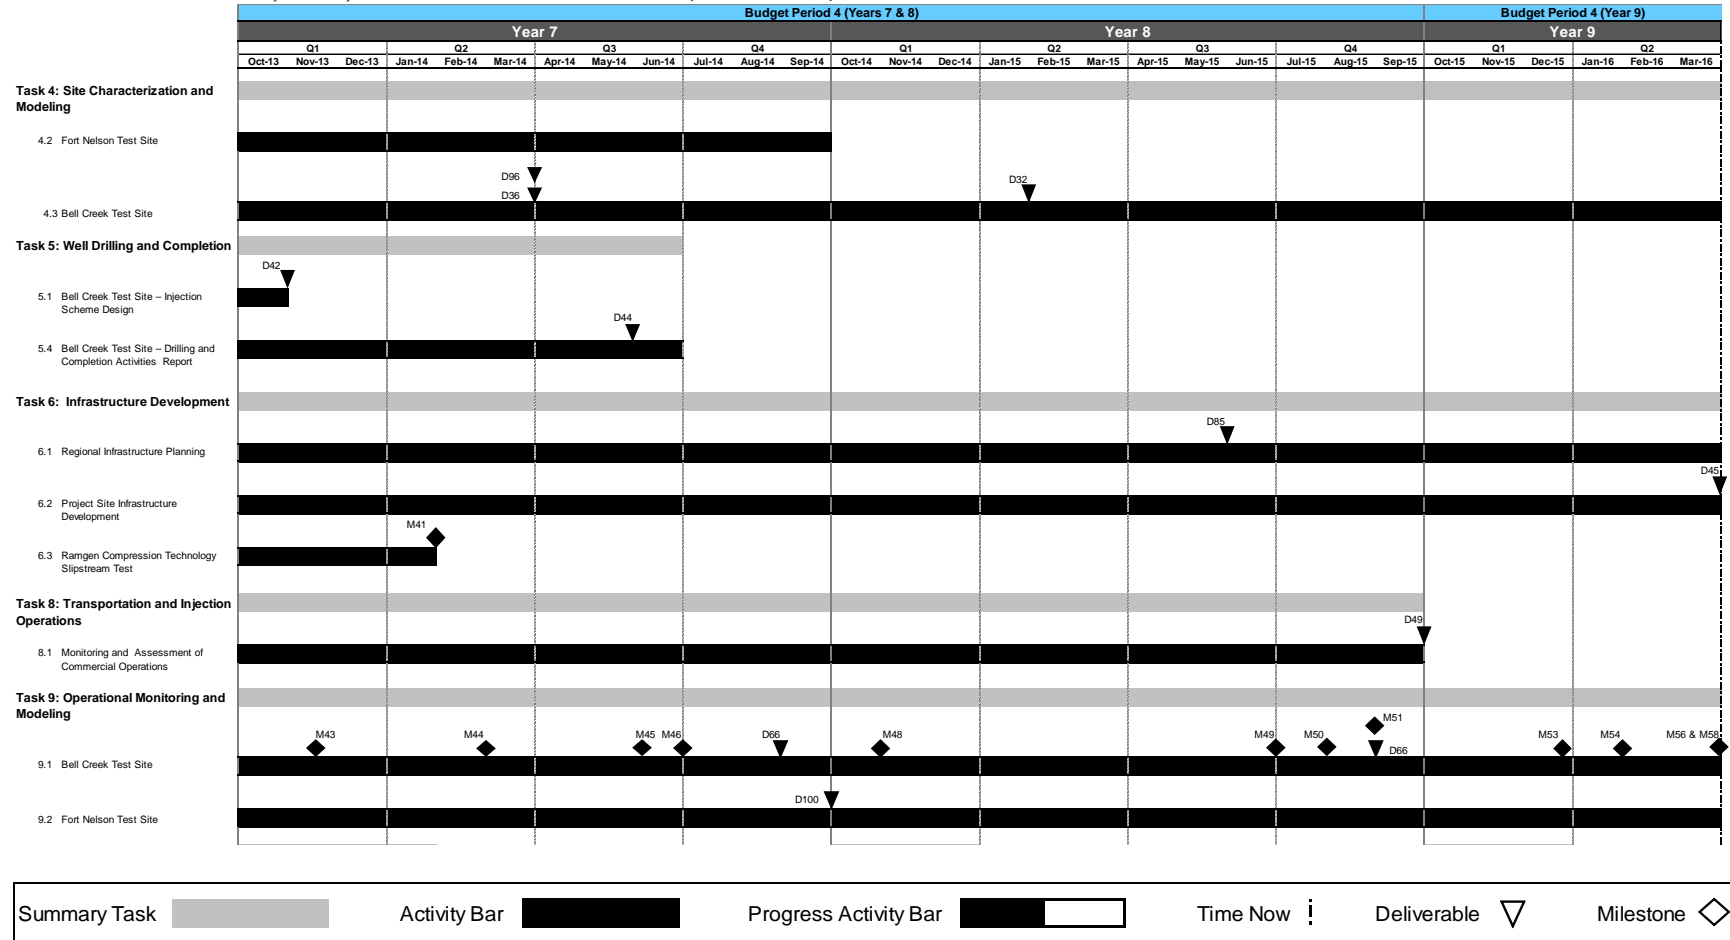 Budget Period 4 (Years 7 & 8) Budget Period 4 (Year 9)
Year 7 Year 8 Year 9
Q1 Q2 Q3 Q4 Q1 Q2 Q3 Q4 Q1 Q2
Oct-13 Nov-13 Dec-13 Jan-14 Feb-14 Mar-14 Apr-14 May-14 Jun-14 Jul-14 Aug-14 Sep-14 Oct-14 Nov-14 Dec-14 Jan-15 Feb-15 Mar-15 Apr-15 May-15 Jun-15 Jul-15 Aug-15 Sep-15 Oct-15 Nov-15 Dec-15 Jan-16 Feb-16 Mar-16
Task 4: Site Characterization and
Modeling
4.2 Fort Nelson Test Site
D96
D32
D36
4.3 Bell Creek Test Site
Task 5: Well Drilling and Completion
D42
5.1 Bell Creek Test Site – Injection
Scheme Design
D44
5.4 Bell Creek Test Site – Drilling and
Completion Activities Report
Task 6: Infrastructure Development
D85
6.1 Regional Infrastructure Planning
D45
6.2 Project Site Infrastructure
Development
M41
6.3 Ramgen Compression Technology
Slipstream Test
Task 8: Transportation and Injection
Operations
D49
8.1 Monitoring and Assessment of
Commercial Operations
Task 9: Operational Monitoring and
Modeling
M51
M43 M44 M45 M46 D66 M48 M49 M50 M53 M54 M56 & M58
D66
9.1 Bell Creek Test Site
D100
9.2 Fort Nelson Test Site
Summary Task Activity Bar Progress Activity Bar Time Now Deliverable Milestone